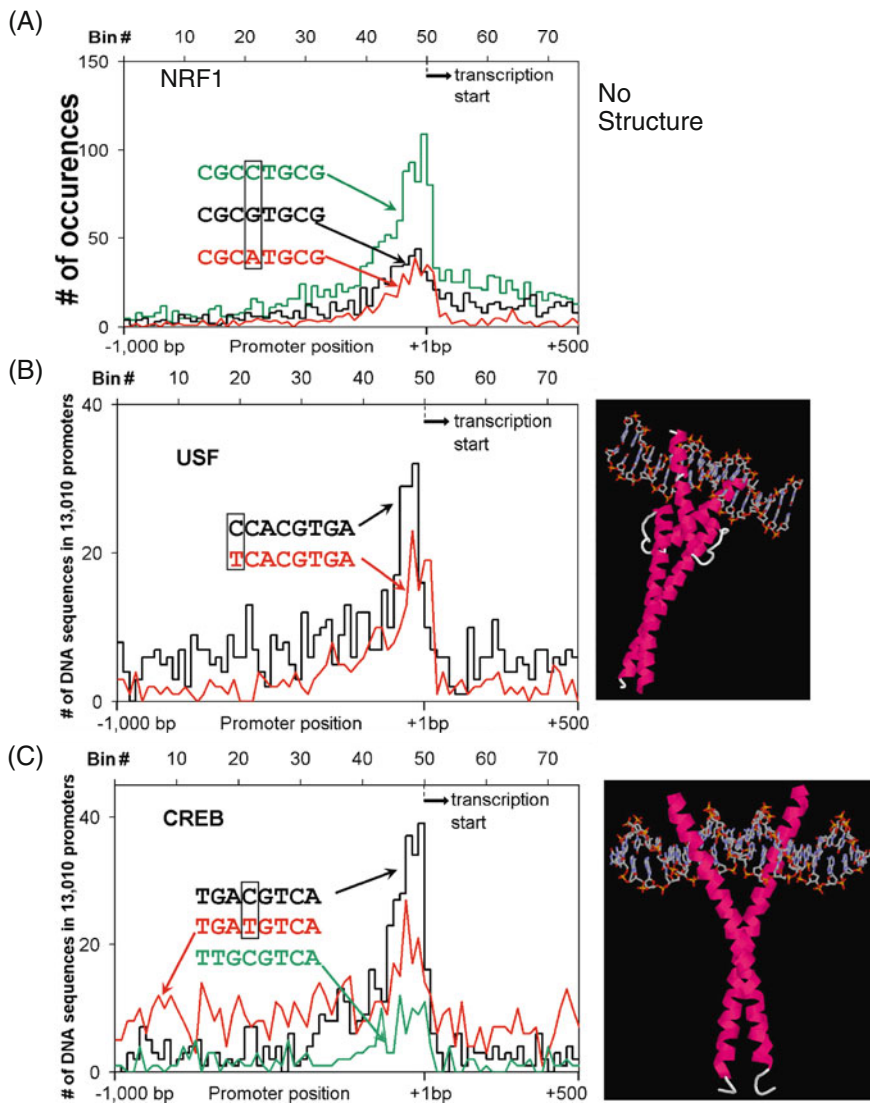 (A)
Bin # 10 20 30 40 50 60 70
150
100
50
0
# of occurences
NRF1
transcription
start
No
Structure
CGCCTGCG
CGCGTGCG
CGCATGCG
-1,000 bp Promoter position +1bp +500
(B)
Bin# 10 20 30 40 50 60 70
40
20
0
# of DNA sequences in 13,010 promoters
transcription
start
USF
CCACGTGA
TCACGTGA
-1,000 bp Promoter position +1bp +500
(C)
Bin# 10 20 30 40 50 60 70
40
20
0
# of DNA sequences in 13,010 promoters
transcription
start
CREB
TGACGTCA
TGATGTCA
TTGCGTCA
-1,000 bp Promoter position +1bp +500